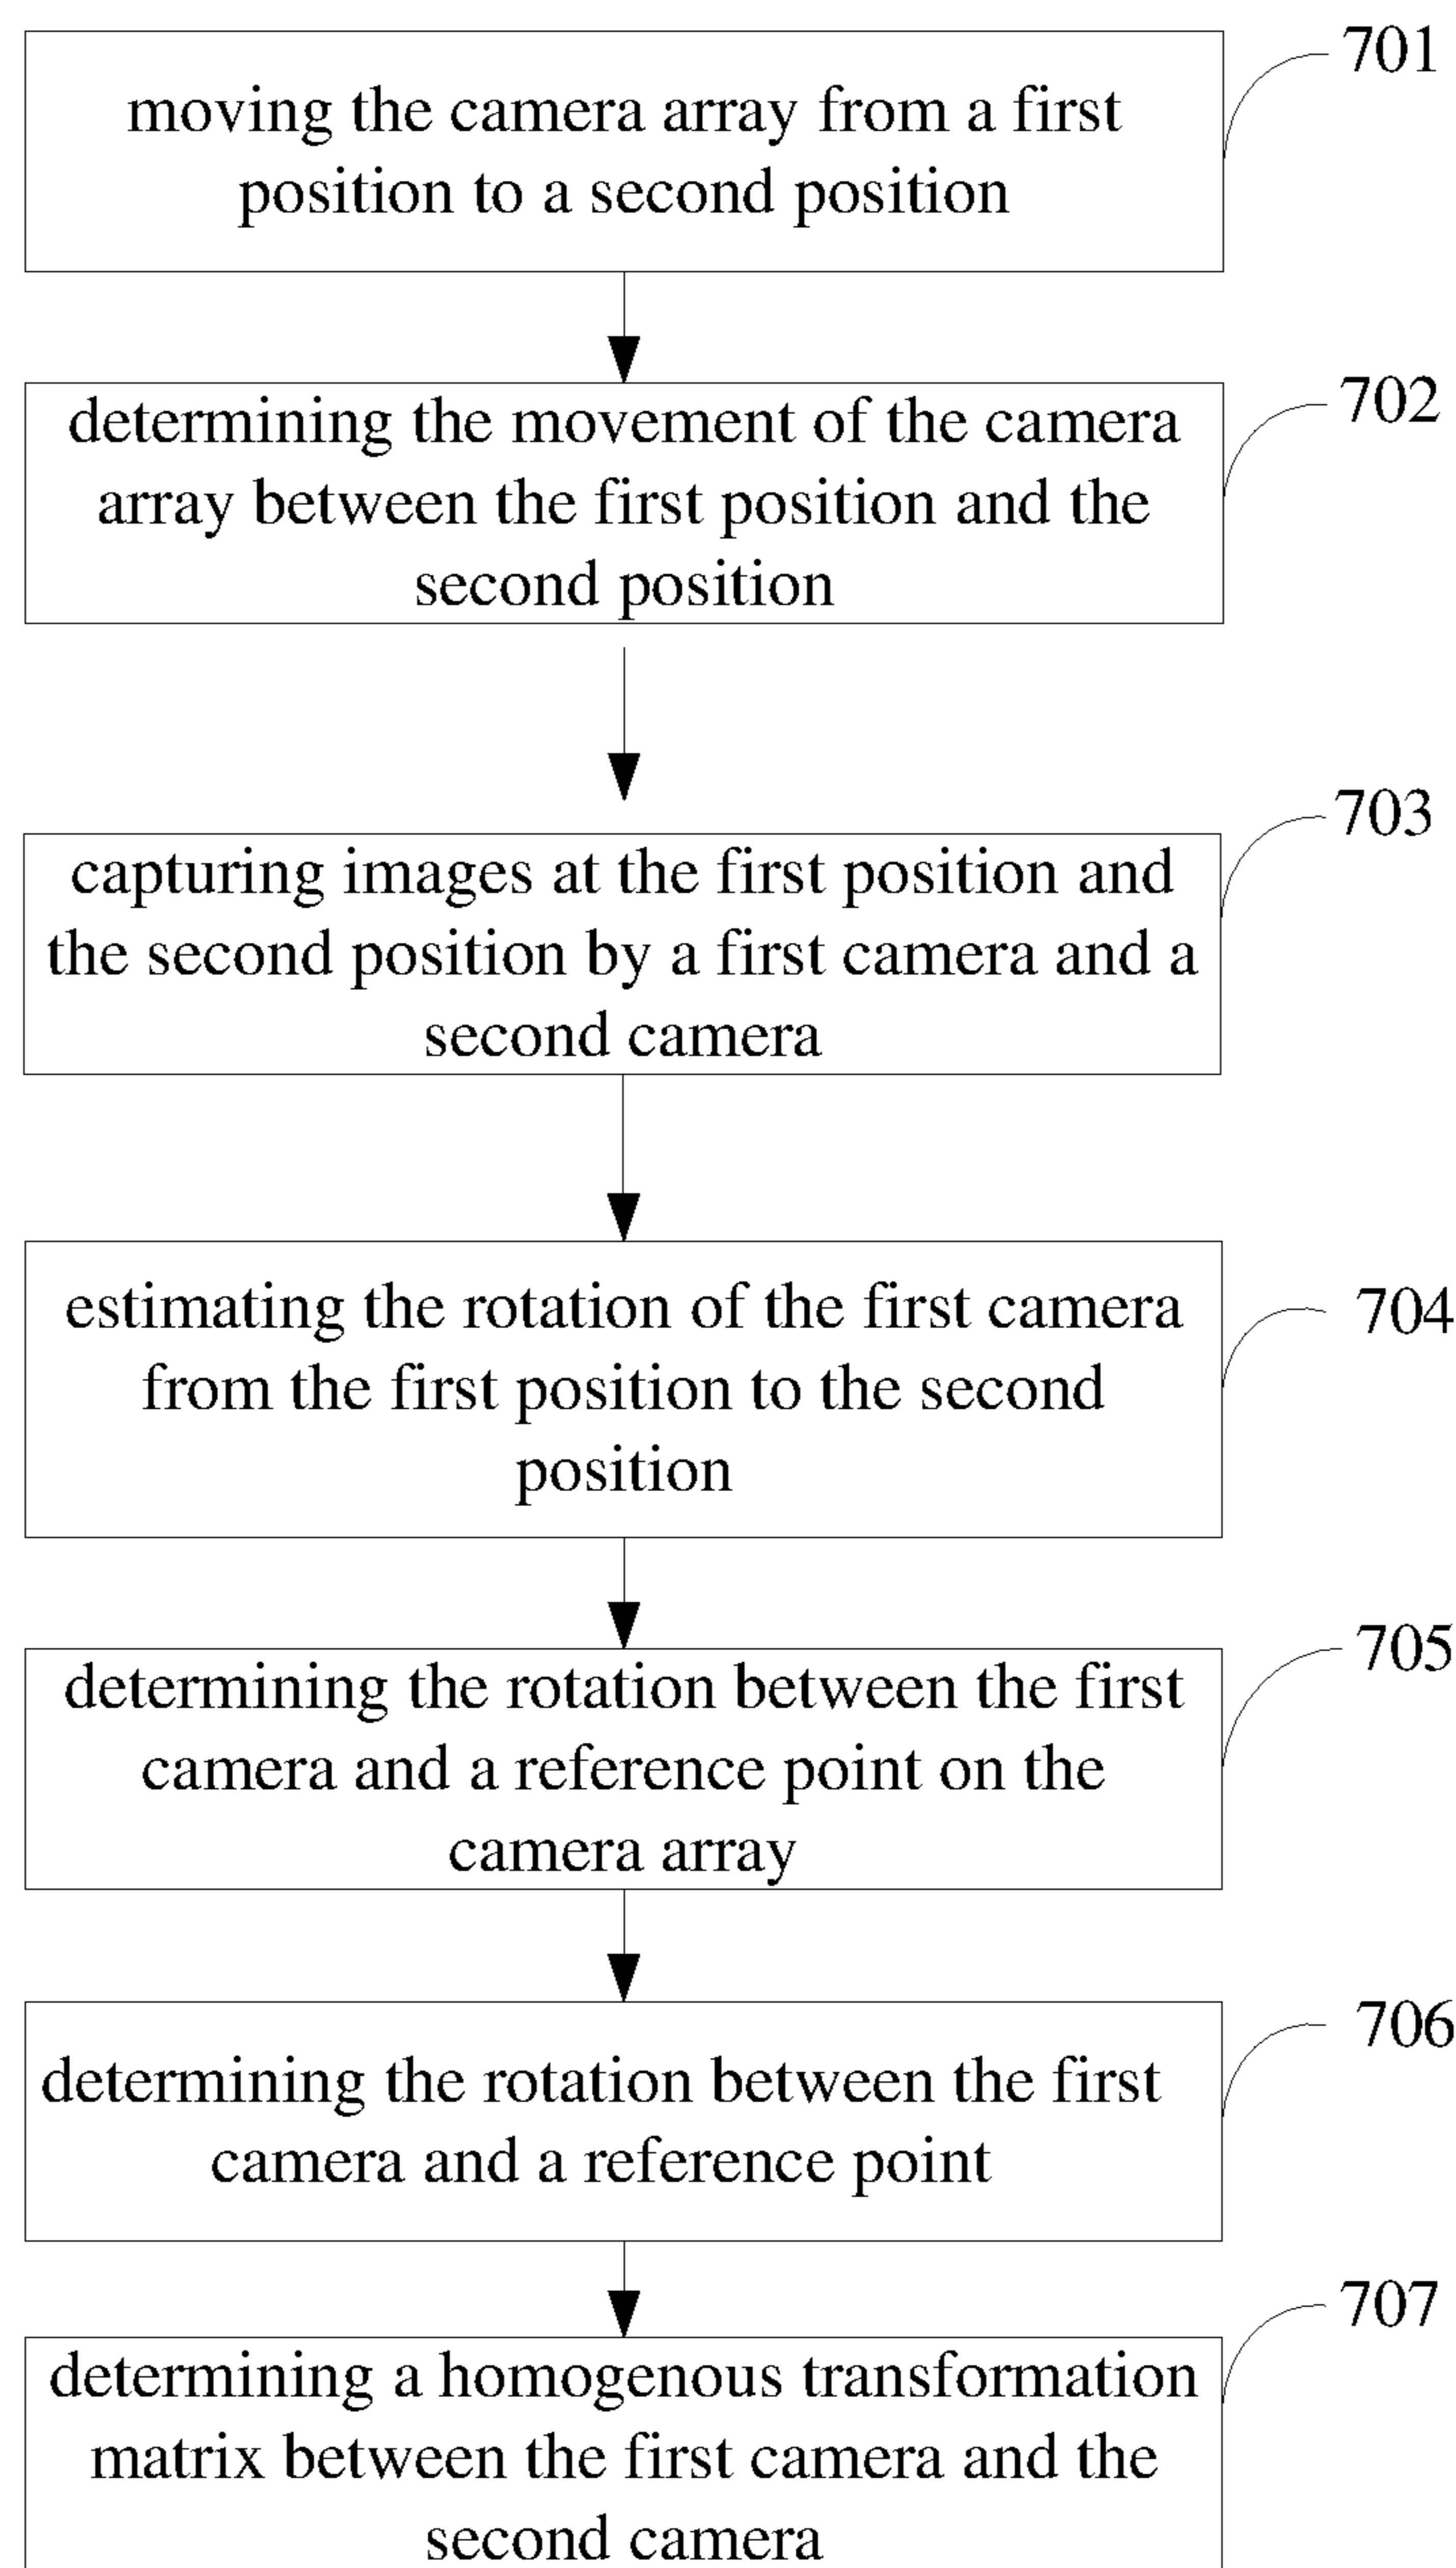 701
moving the camera array from a first
position to a second position
702
determining the movement of the camera
array between the first position and the
second position
703
capturing images at the first position and
the second position by a first camera and a
second camera
704
estimating the rotation of the first camera
from the first position to the second
position
705
determining the rotation between the first
camera and a reference point on the
camera array
706
determining the rotation between the first
camera and a reference point
707
determining a homogenous transformation
matrix between the first camera and the
second camera